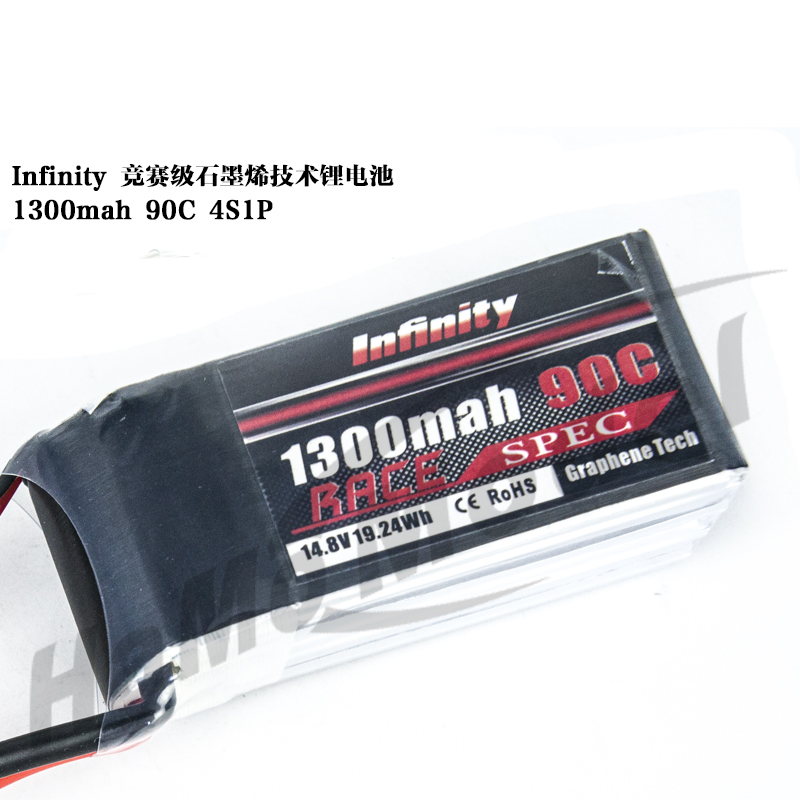 Infinity 竞赛级石墨烯技术锂电池
1300mah 90C 4S1P
Infinity
1300mah 90C
RACE SPEC
Graphene Tech
14.8V 19.24Wh CE RoHS